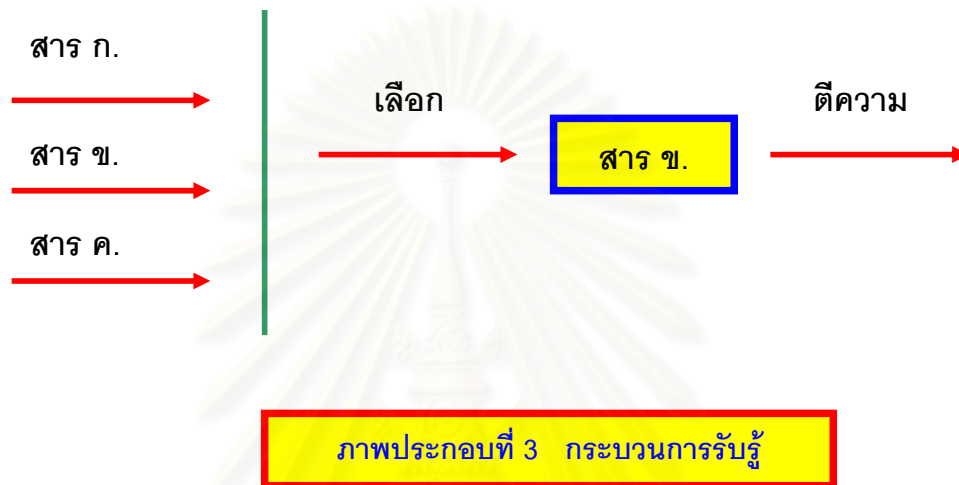 สาร ก.
เลือก
ตีความ
สาร ข.
สาร ข.
สาร ค.
ภาพประกอบที่ 3 กระบวนการรับรู้